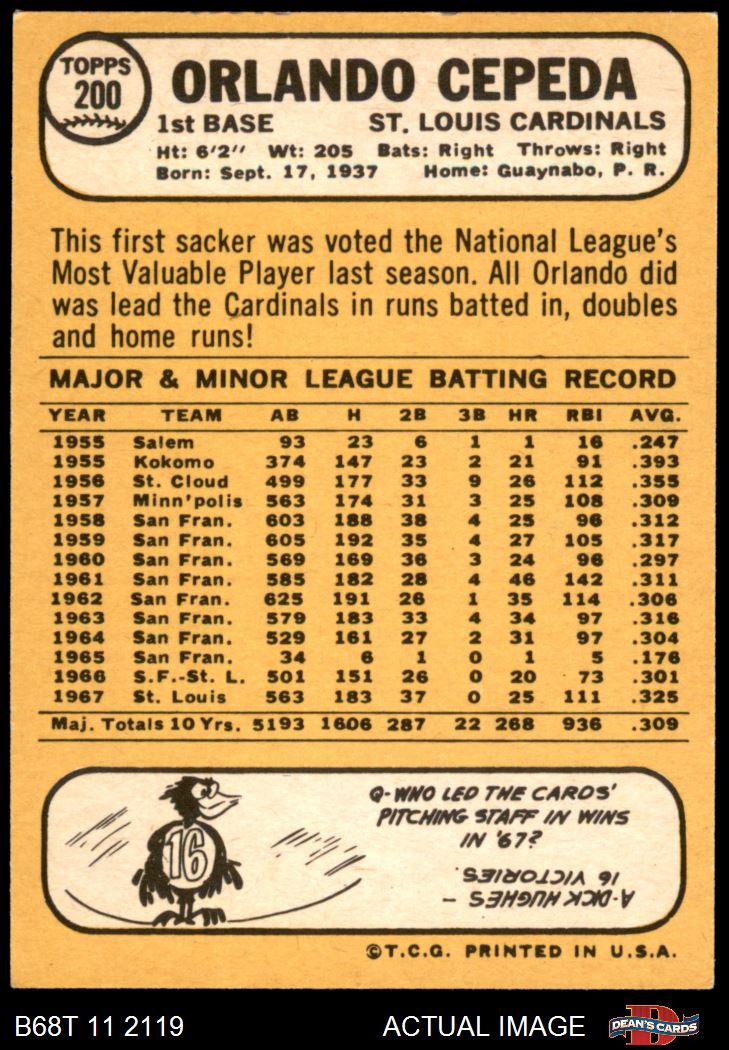 TOPPS
200
ORLANDO CEPEDA
1st BASE ST. LOUIS CARDINALS
Ht: 6'2" Wt: 205 Bats: Right Throws: Right
Born: Sept. 17, 1937 Home: Guaynabo, P. R.
This first sacker was voted the National League's
Most Valuable Player last season. All Orlando did
was lead the Cardinals in runs batted in, doubles
and home runs!
MAJOR & MINOR LEAGUE BATTING RECORD
YEAR TEAM AB H 2B 3B HR RBI AVG.
1955 Salem 93 23 6 1 1 16 .247
1955 Kokomo 374 147 23 2 21 91 .393
1956 St. Cloud 499 177 33 9 26 112 .355
1957 Minn'polis 563 174 31 3 25 108 .309
1958 San Fran. 603 188 38 4 25 96 .312
1959 San Fran. 605 192 35 4 27 105 .317
1960 San Fran. 569 169 36 3 24 96 .297
1961 San Fran. 585 182 28 4 46 142 .311
1962 San Fran. 625 191 26 1 35 114 .306
1963 San Fran. 579 183 33 4 34 97 .316
1964 San Fran. 529 161 27 2 31 97 .304
1965 San Fran. 34 6 1 0 1 5 .176
1966 S.F.-St. L. 501 151 26 0 20 73 .301
1967 St. Louis 563 183 37 0 25 111 .325
Maj. Totals 10 Yrs. 5193 1606 287 22 268 936 .309
16
Q-WHO LED THE CARDS'
PITCHING STAFF IN WINS
IN '67?
A-DICK HUGHES —
16 VICTORIES.
©T.C.G. PRINTED IN U.S.A.
B68T 11 2119 ACTUAL IMAGE
D
DEAN'S CARDS